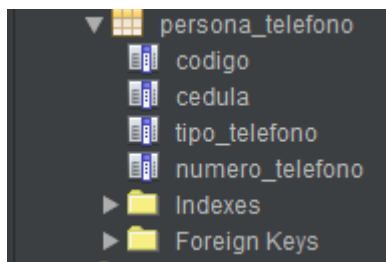 persona_telefono
codigo
cedula
tipo_telefono
numero_telefono
Indexes
Foreign Keys